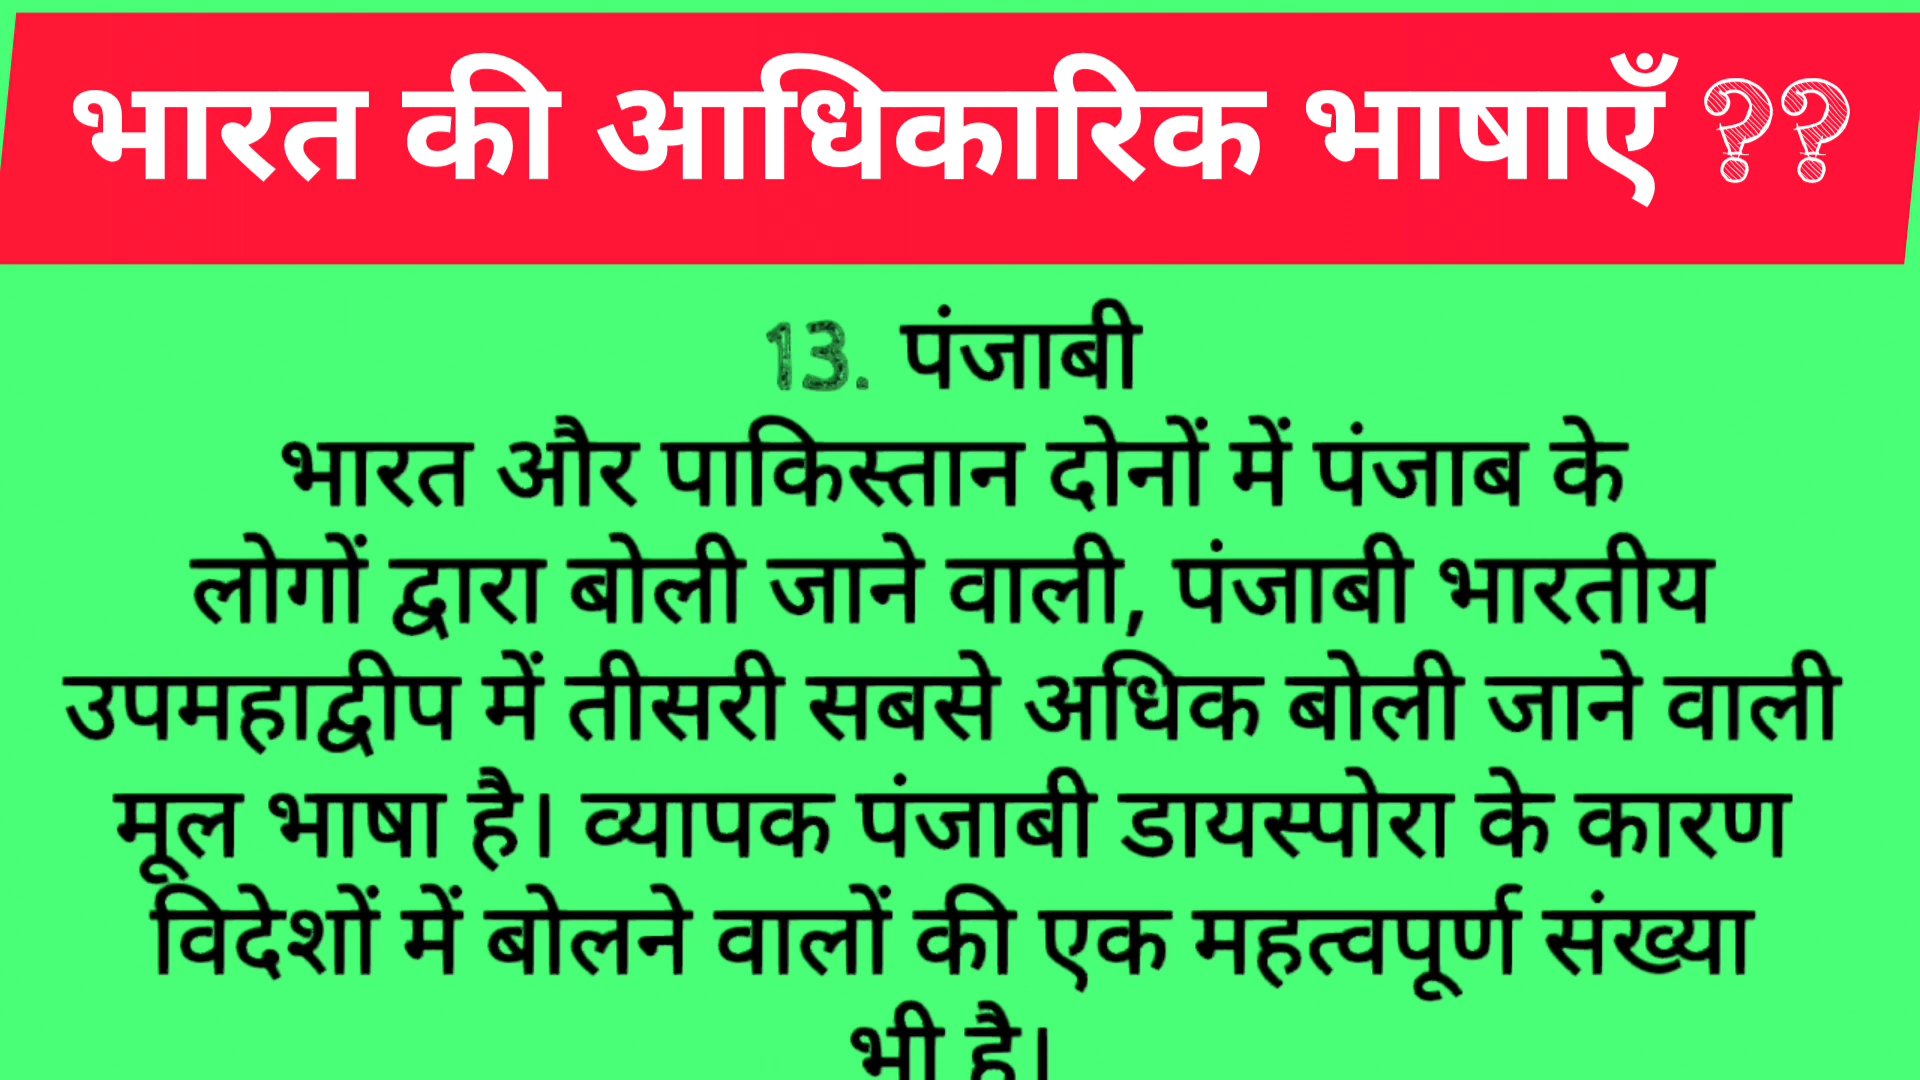 भारत की आधिकारिक भाषाएँ ??
13. पंजाबी
भारत और पाकिस्तान दोनों में पंजाब के
लोगों द्वारा बोली जाने वाली, पंजाबी भारतीय
उपमहाद्वीप में तीसरी सबसे अधिक बोली जाने वाली
मूल भाषा है। व्यापक पंजाबी डायस्पोरा के कारण
विदेशों में बोलने वालों की एक महत्वपूर्ण संख्या
भी है।